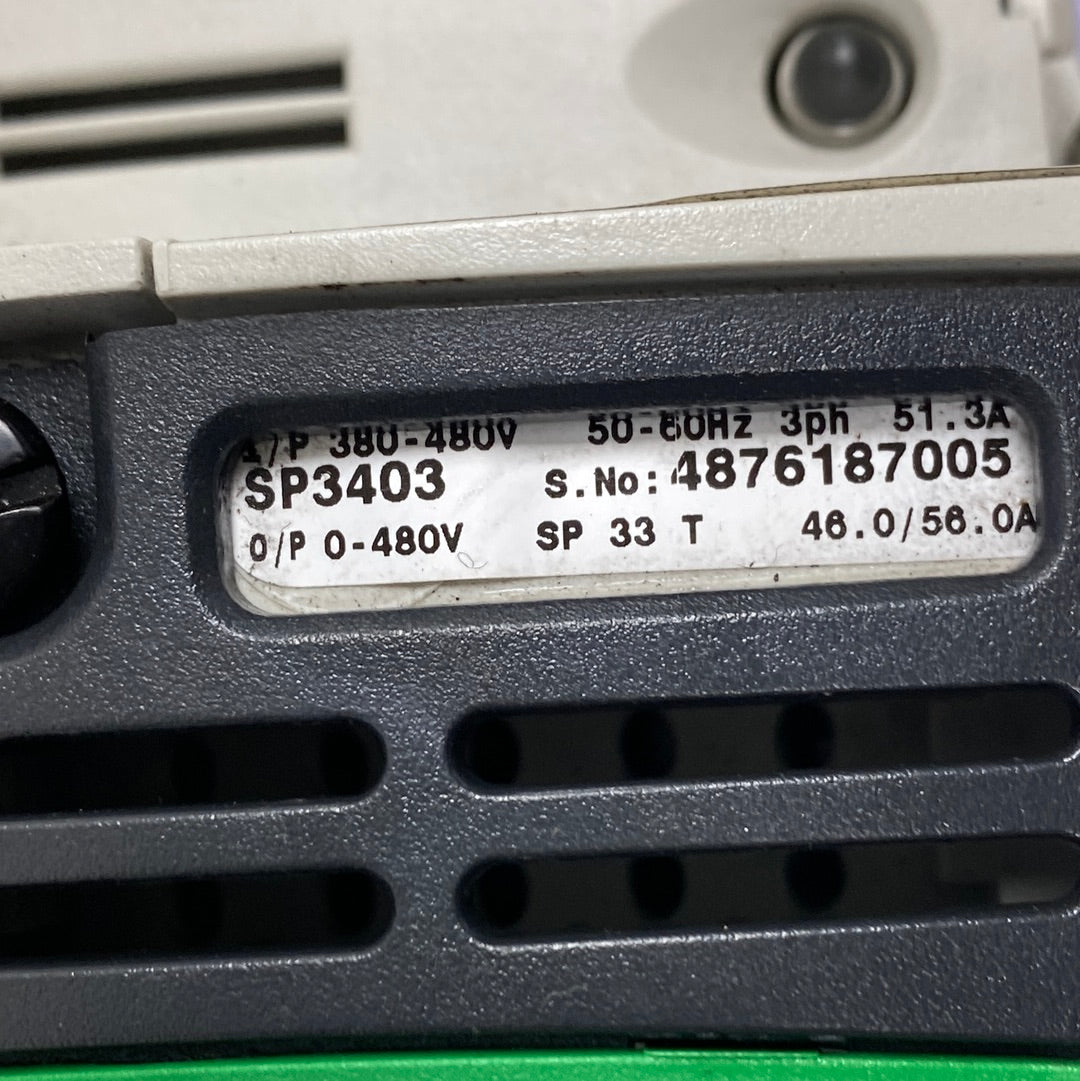 I/P 380-480V 50-60Hz 3ph 51.3A
SP3403 S.No: 4876187005
O/P 0-480V SP 33 T 46.0/56.0A